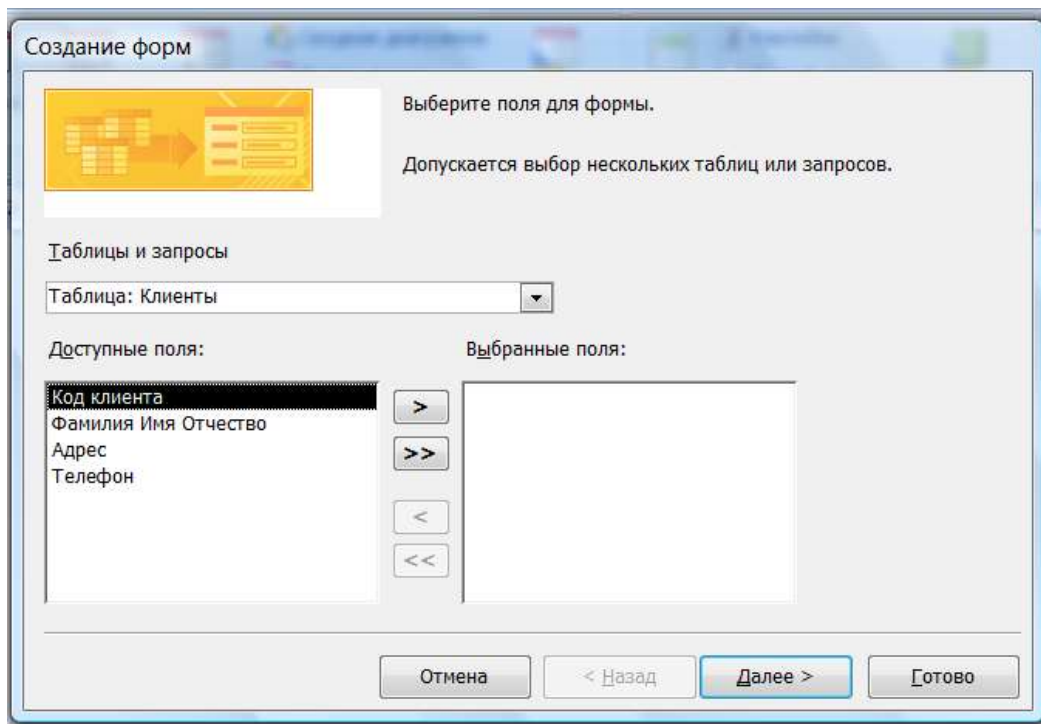 Создание форм
Выберите поля для формы.
Допускается выбор нескольких таблиц или запросов.
Таблицы и запросы
Таблица: Клиенты
Доступные поля:
Выбранные поля:
Код клиента
Фамилия Имя Отчество
Адрес
Телефон
>
>>
<
<<
Отмена
< Назад
Далее >
Готово